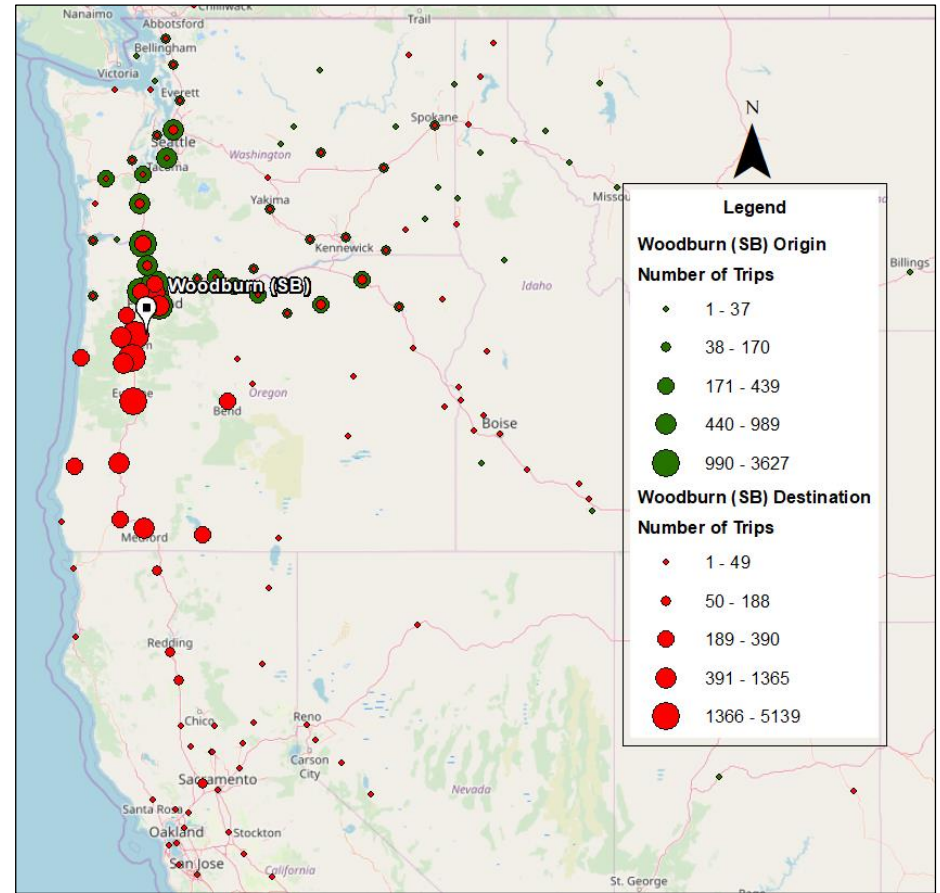 Nanaimo
Abbotsford
Trail
Bellingham
Victoria
Everett
Spokane
Seattle
Washington
Tacoma
Yakima
Kennewick
Idaho
Billings
Woodburn (SB)
Oregon
Bend
Boise
Medford
Redding
Chico
Reno
Carson
City
Sacramento
Nevada
Santa Rosa
Oakland
Stockton
San Jose
California
St. George
N
Legend
Woodburn (SB) Origin
Number of Trips
1 - 37
38 - 170
171 - 439
440 - 989
990 - 3627
Woodburn (SB) Destination
Number of Trips
1 - 49
50 - 188
189 - 390
391 - 1365
1366 - 5139